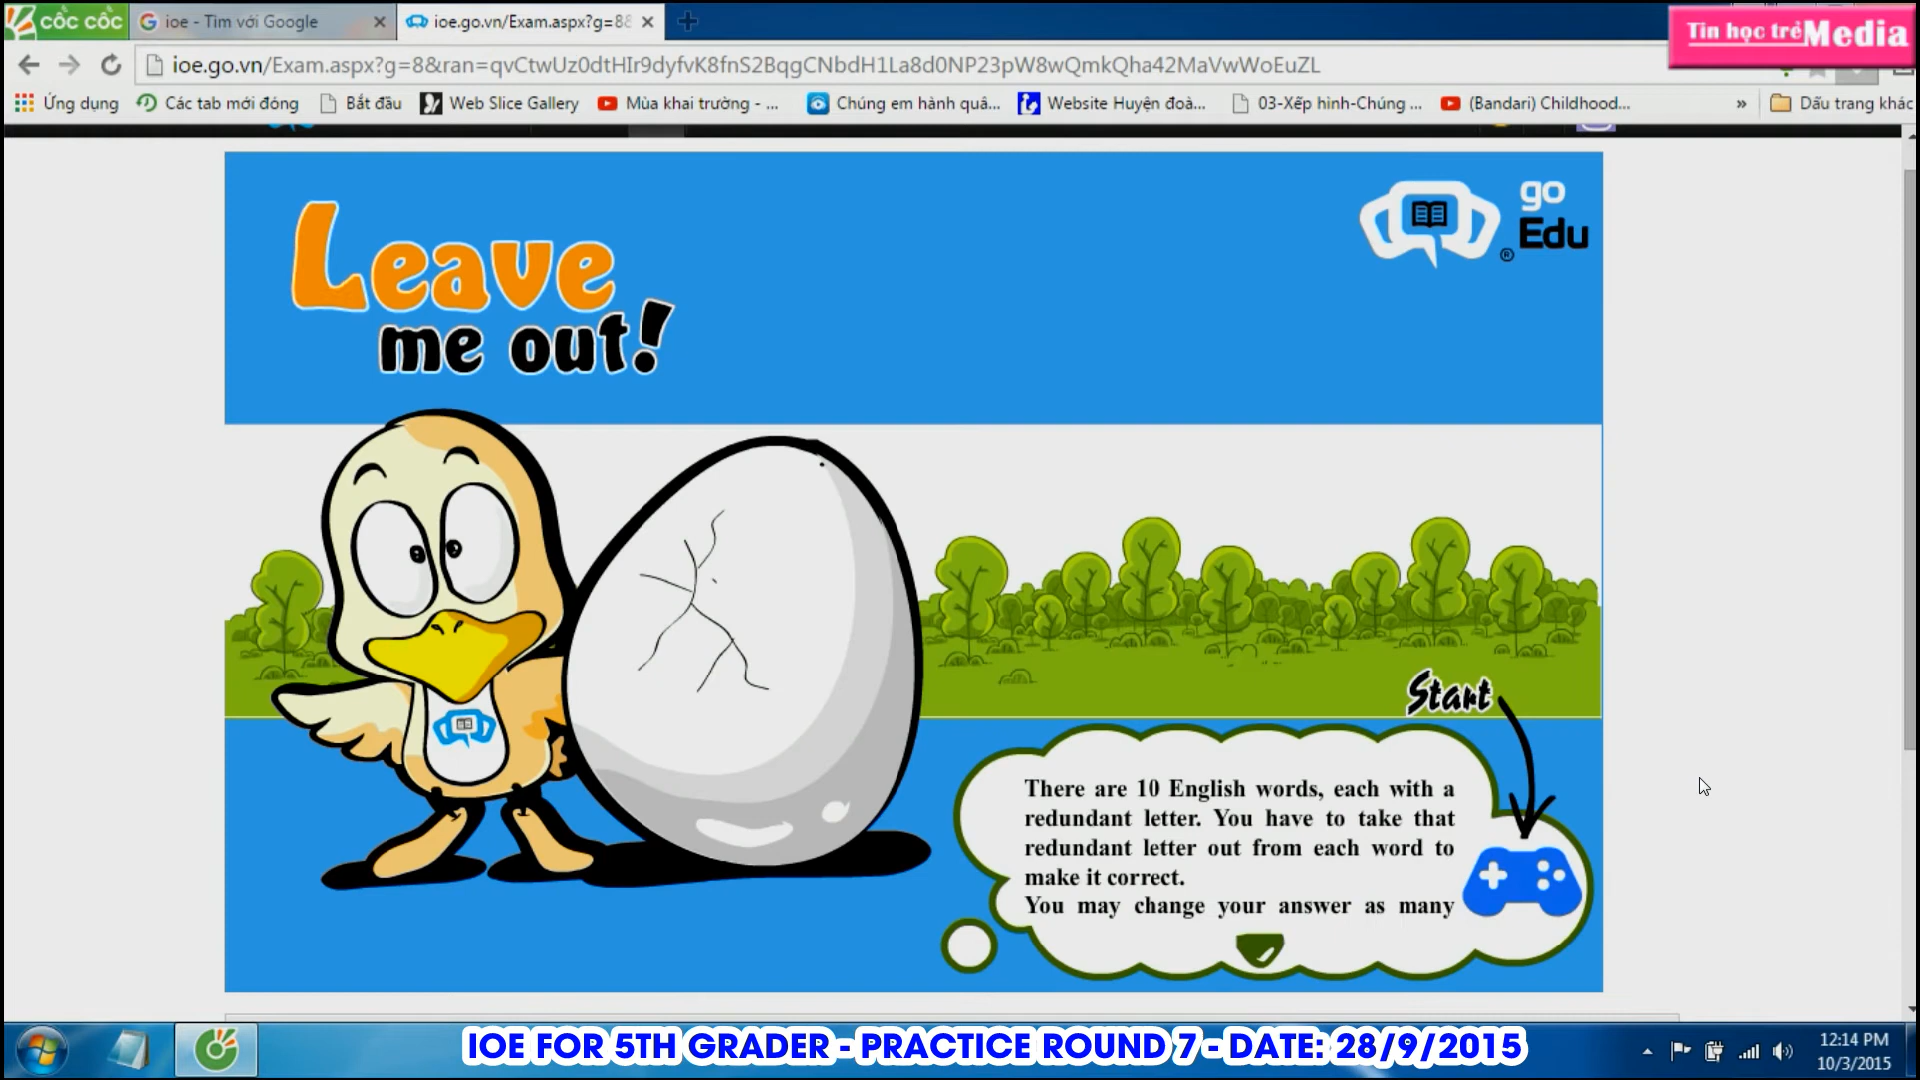 cốc cốc
ioe - Tìm với Google
ioe.go.vn/Exam.aspx?g=88
Tin học trẻ Media
ioe.go.vn/Exam.aspx?g=8&ran=qvCtwUz0dtHIr9dyfvK8fnS2BqgCNbdH1La8d0NP23pW8wQmkQha42MaVwWoEuZL
Ứng dụng
Các tab mới đóng
Bắt đầu
Web Slice Gallery
Mùa khai trường - ...
Chúng em hành quâ...
Website Huyện đoà...
03-Xếp hình-Chúng ...
(Bandari) Childhood...
»
Dấu trang khác
Leave
me out!
go
Edu
®
Start
There are 10 English words, each with a
redundant letter. You have to take that
redundant letter out from each word to
make it correct.
You may change your answer as many
IOE FOR 5TH GRADER - PRACTICE ROUND 7 - DATE: 28/9/2015
12:14 PM
10/3/2015